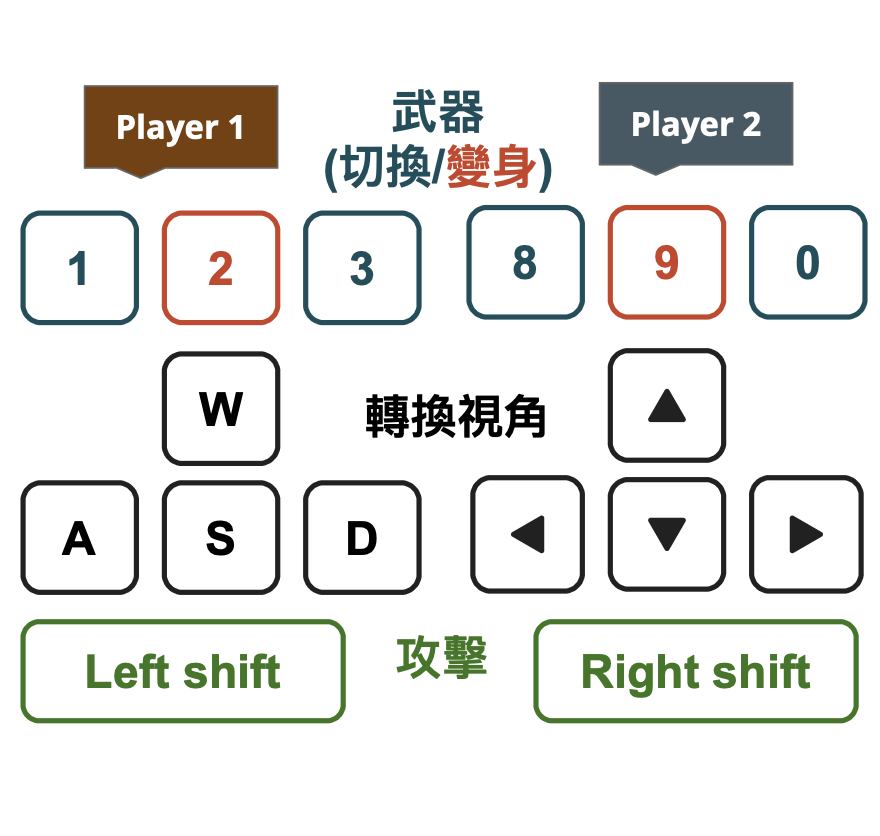 Player 1
武器
Player 2
(切換/變身)
1 2 3 8 9 0
W
轉換視角
▲
A S D ◀ ▼ ▶
Left shift
攻擊
Right shift